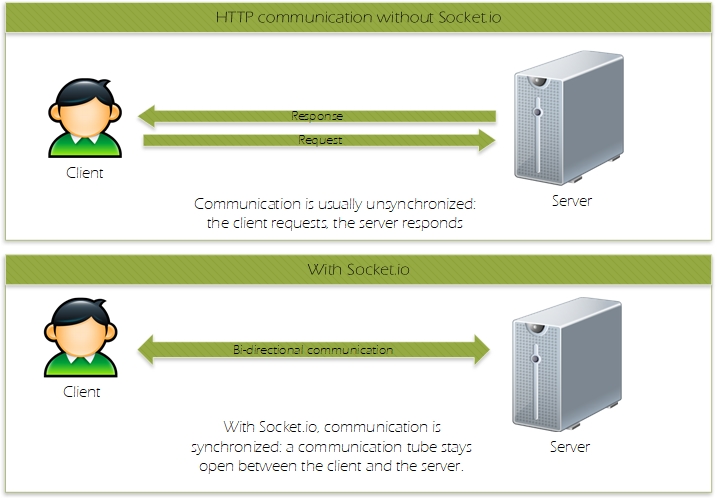 HTTP communication without Socket.io
Response
Request
Client
Server
Communication is usually unsynchronized:
the client requests, the server responds
With Socket.io
Bi-directional communication
Client
Server
With Socket.io, communication is
synchronized: a communication tube stays
open between the client and the server.